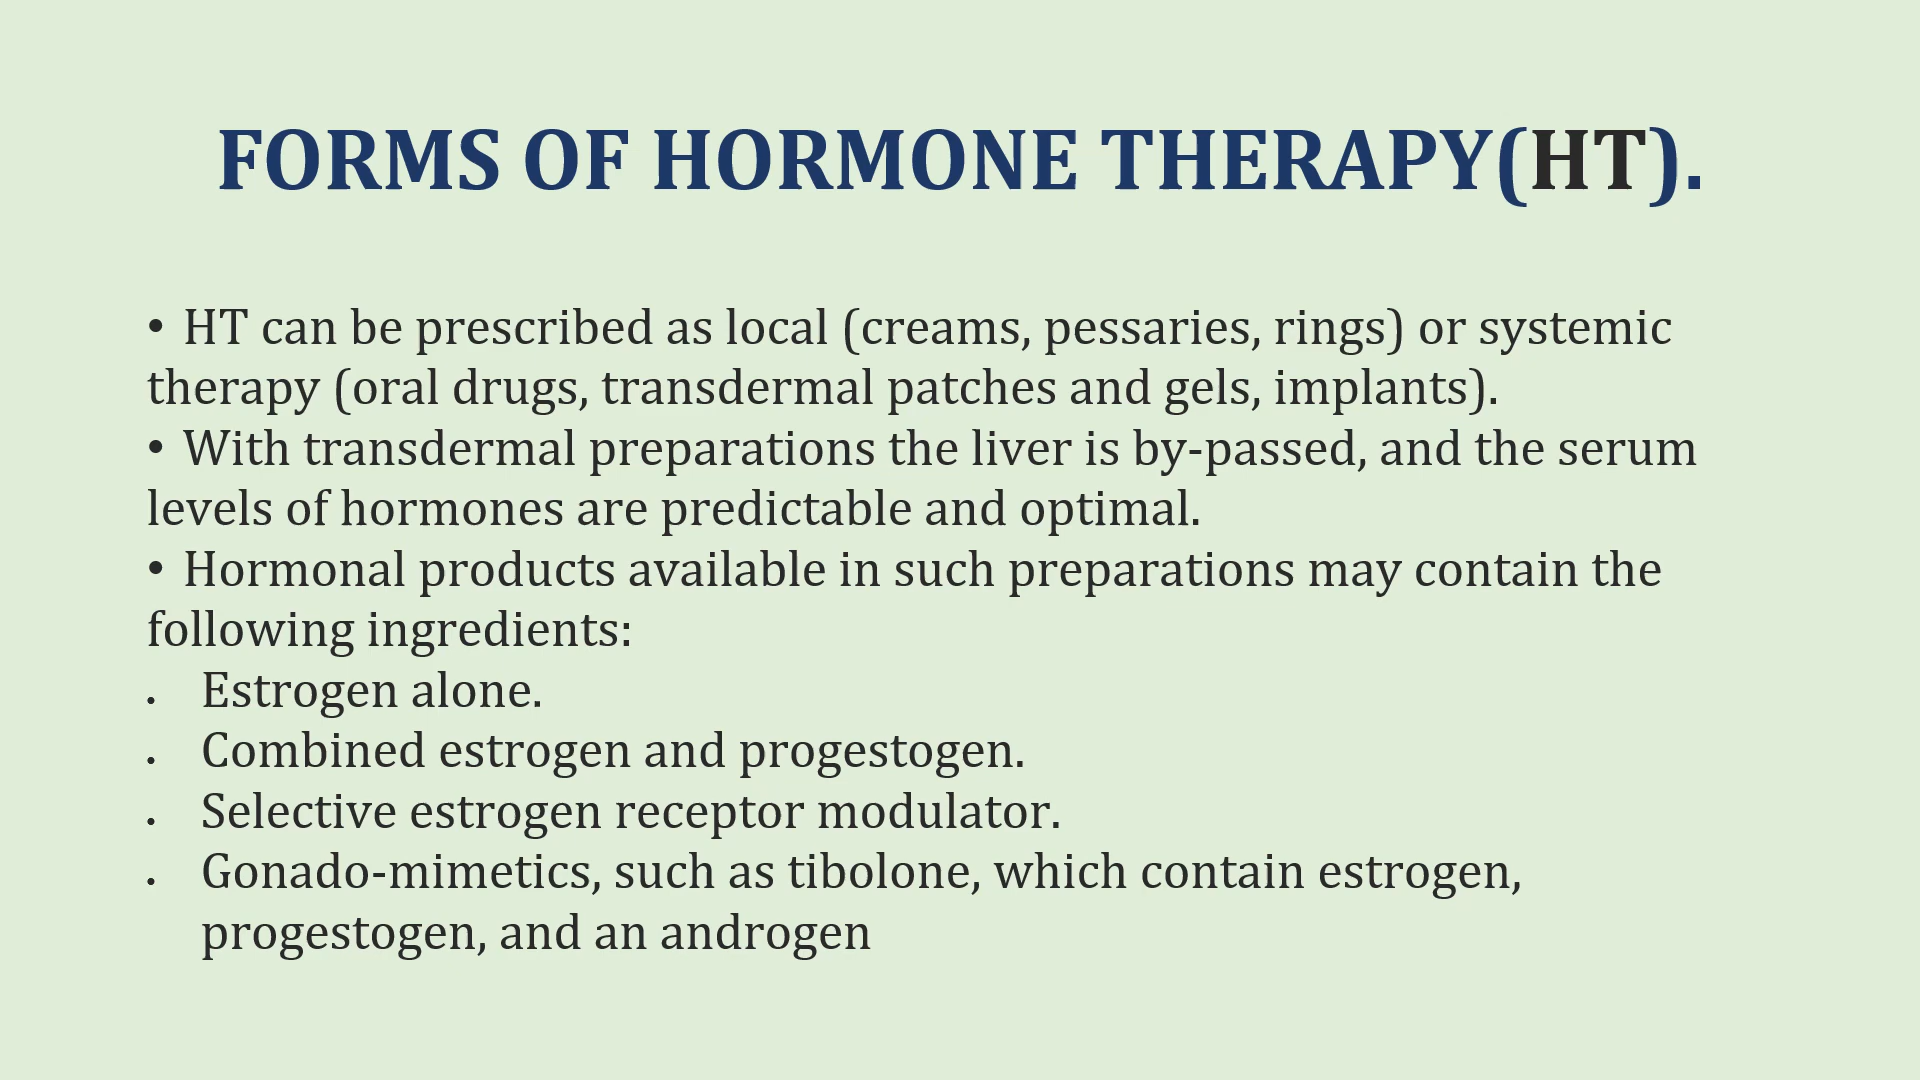 FORMS OF HORMONE THERAPY(HT).
• HT can be prescribed as local (creams, pessaries, rings) or systemic
therapy (oral drugs, transdermal patches and gels, implants).
• With transdermal preparations the liver is by-passed, and the serum
levels of hormones are predictable and optimal.
• Hormonal products available in such preparations may contain the
following ingredients:
• Estrogen alone.
• Combined estrogen and progestogen.
• Selective estrogen receptor modulator.
• Gonado-mimetics, such as tibolone, which contain estrogen,
progestogen, and an androgen